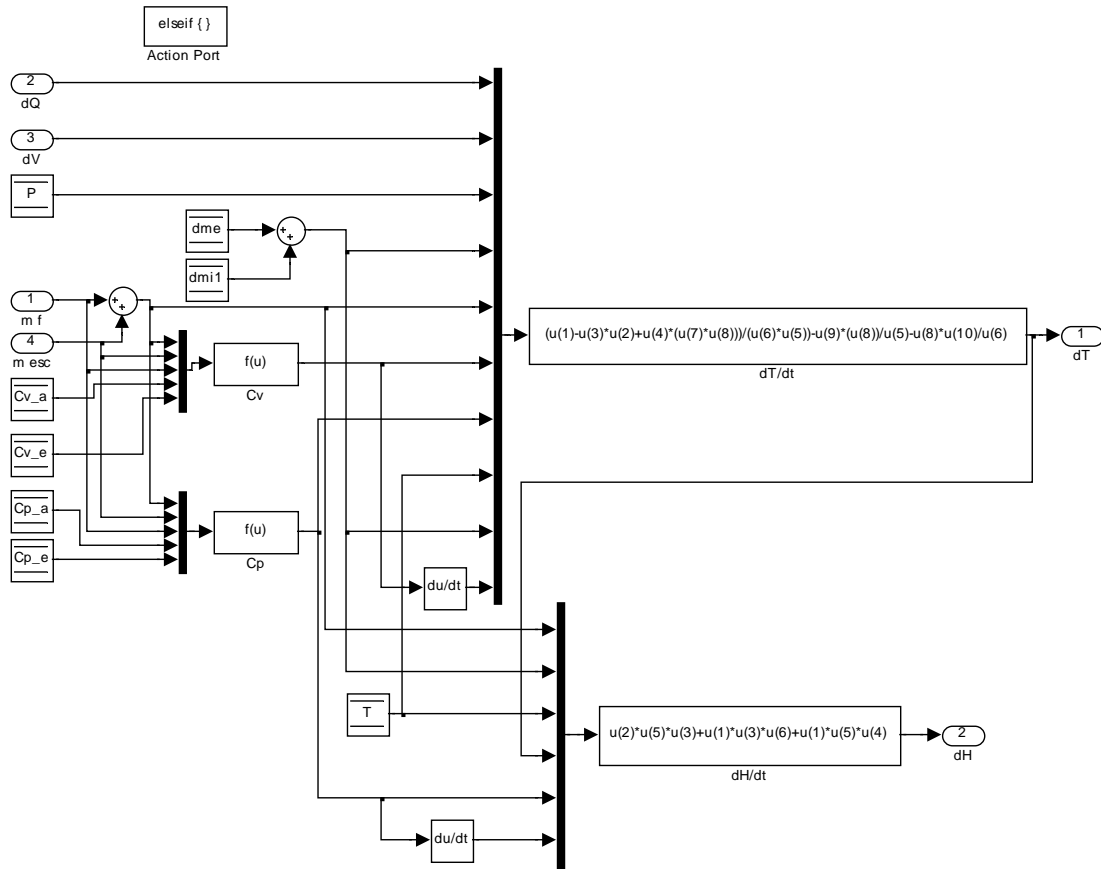 elseif { }
Action Port
2
dQ
3
dV
P
dme
dmi1
1
m f
4
m esc
Cv_a
Cv_e
Cp_a
Cp_e
+
+
+
+
f(u)
Cv
f(u)
Cp
du/dt
(u(1)-u(3)*u(2)+u(4)*(u(7)*u(8)))/(u(6)*u(5))-u(9)*(u(8))/u(5)-u(8)*u(10)/u(6)
dT/dt
1
dT
T
du/dt
u(2)*u(5)*u(3)+u(1)*u(3)*u(6)+u(1)*u(5)*u(4)
dH/dt
2
dH